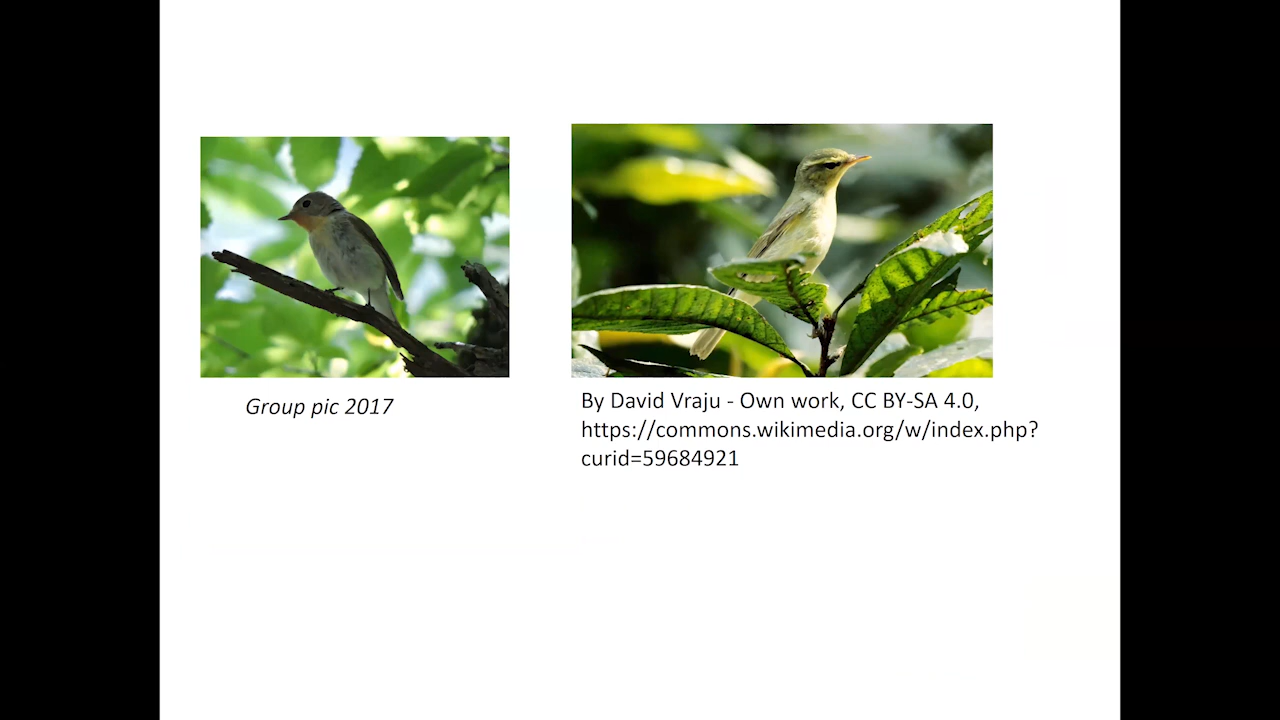 Group pic 2017
By David Vraju - Own work, CC BY-SA 4.0,
https://commons.wikimedia.org/w/index.php?
curid=59684921